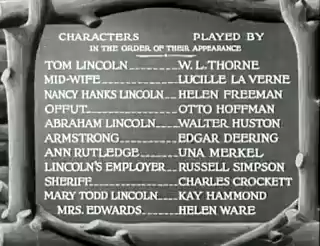 CHARACTERS PLAYED BY
IN THE ORDER OF THEIR APPEARANCE
TOM LINCOLN W. L. THORNE
MID-WIFE LUCILLE LA VERNE
NANCY HANKS LINCOLN HELEN FREEMAN
OFFUT OTTO HOFFMAN
ABRAHAM LINCOLN WALTER HUSTON
ARMSTRONG EDGAR DEERING
ANN RUTLEDGE UNA MERKEL
LINCOLN'S EMPLOYER RUSSELL SIMPSON
SHERIFF CHARLES CROCKETT
MARY TODD LINCOLN KAY HAMMOND
MRS. EDWARDS HELEN WARE